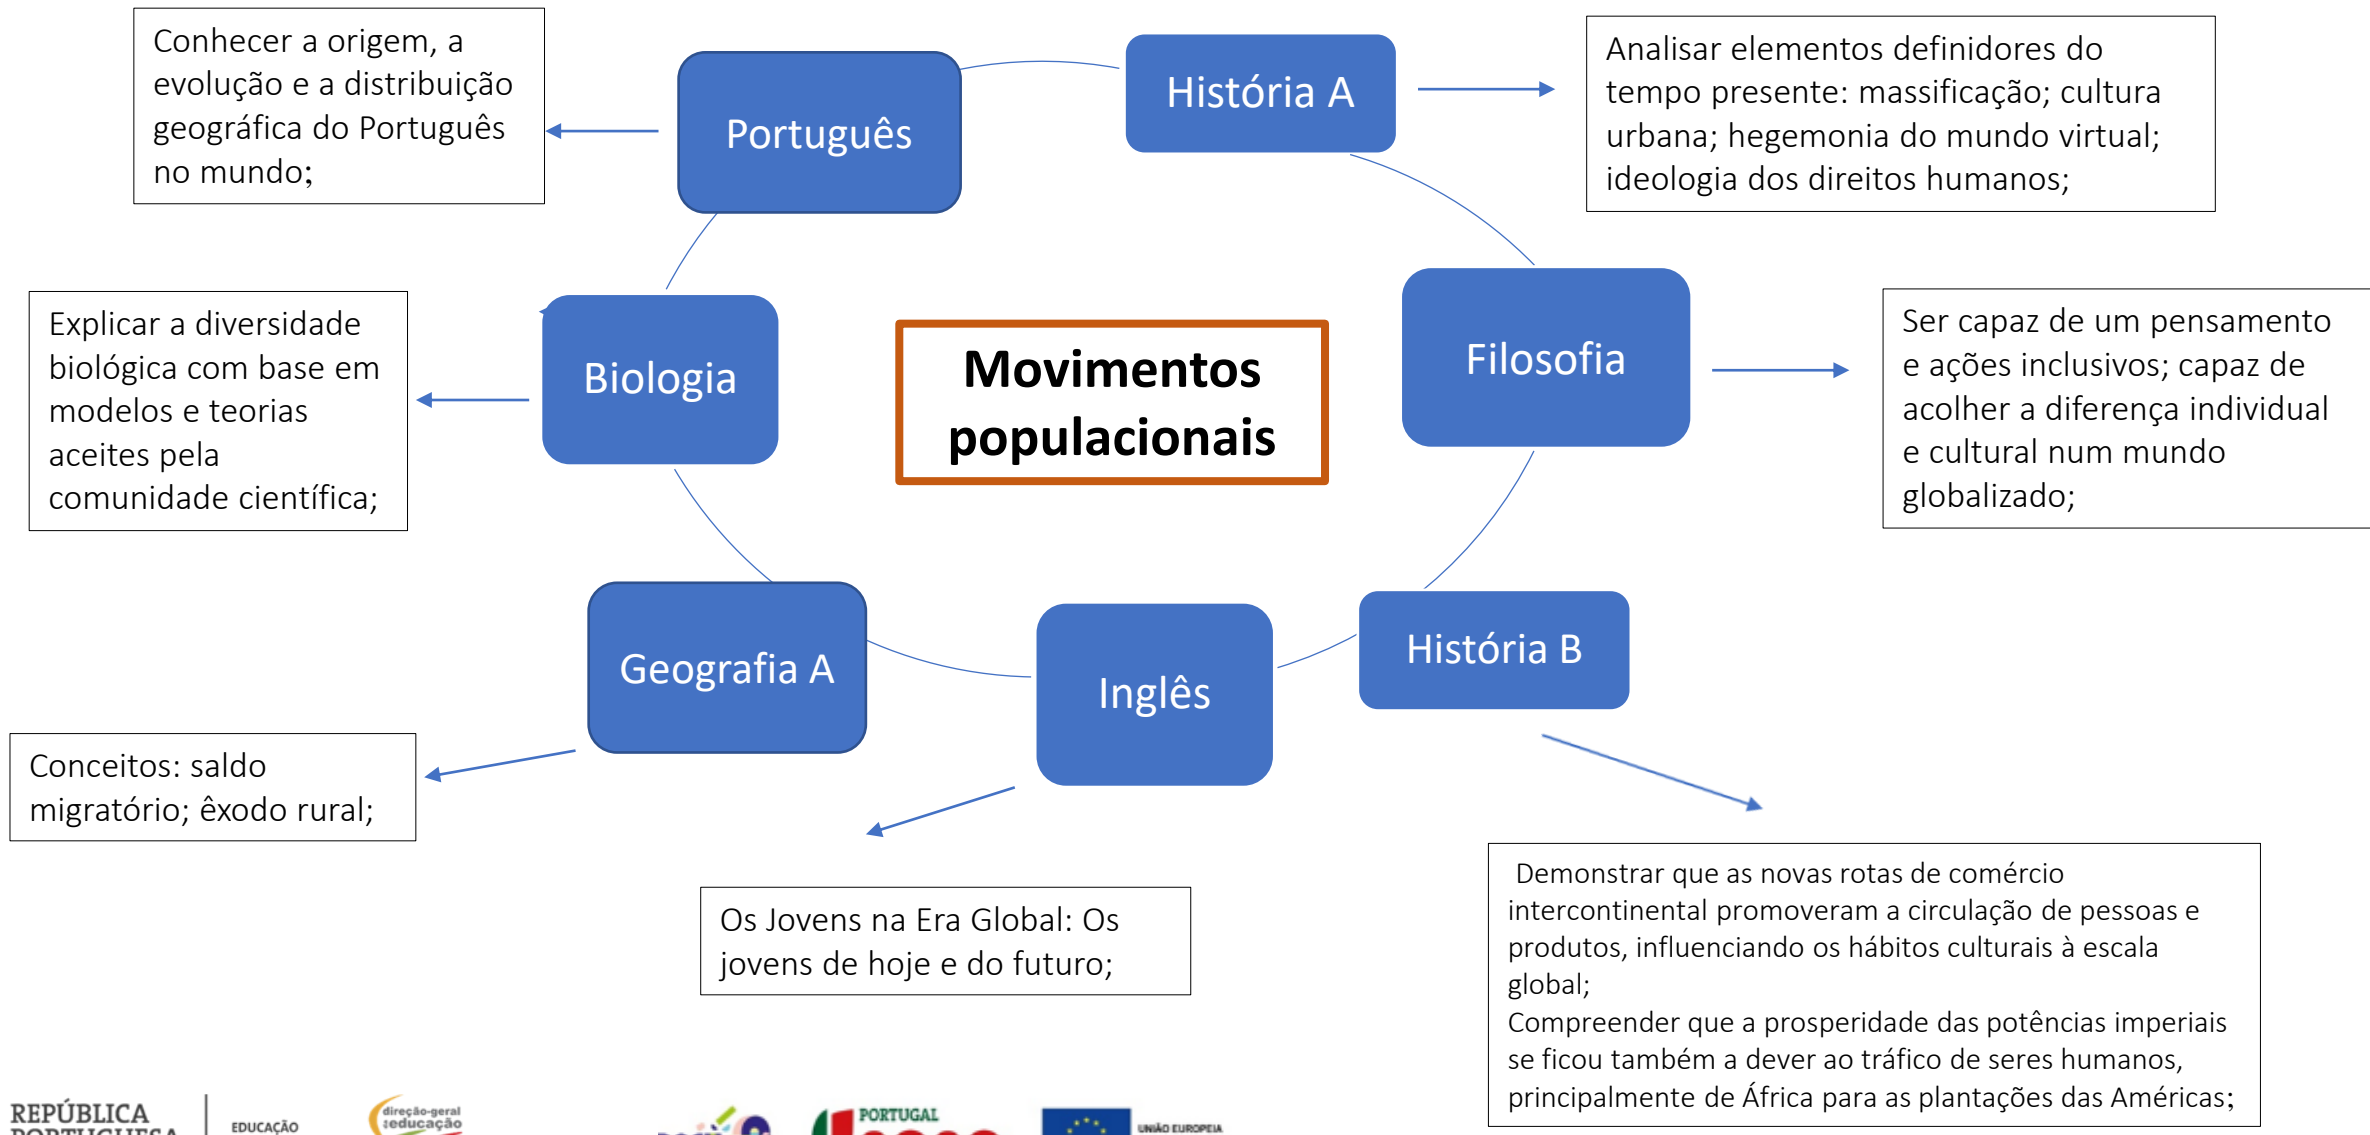 Conhecer a origem, a
evolução e a distribuição
geográfica do Português
no mundo;
Português
História A
Analisar elementos definidores do
tempo presente: massificação; cultura
urbana; hegemonia do mundo virtual;
ideologia dos direitos humanos;
Explicar a diversidade
biológica com base em
modelos e teorias
aceites pela
comunidade científica;
Biologia
Movimentos
populacionais
Filosofia
Ser capaz de um pensamento
e ações inclusivos; capaz de
acolher a diferença individual
e cultural num mundo
globalizado;
Geografia A
Inglês
História B
Conceitos: saldo
migratório; êxodo rural;
Os Jovens na Era Global: Os
jovens de hoje e do futuro;
Demonstrar que as novas rotas de comércio
intercontinental promoveram a circulação de pessoas e
produtos, influenciando os hábitos culturais à escala
global;
Compreender que a prosperidade das potências imperiais
se ficou também a dever ao tráfico de seres humanos,
principalmente de África para as plantações das Américas;
REPÚBLICA
PORTUGUESA
EDUCAÇÃO
direção-geral
:educação
PORTUGAL
UNIÃO EUROPEIA